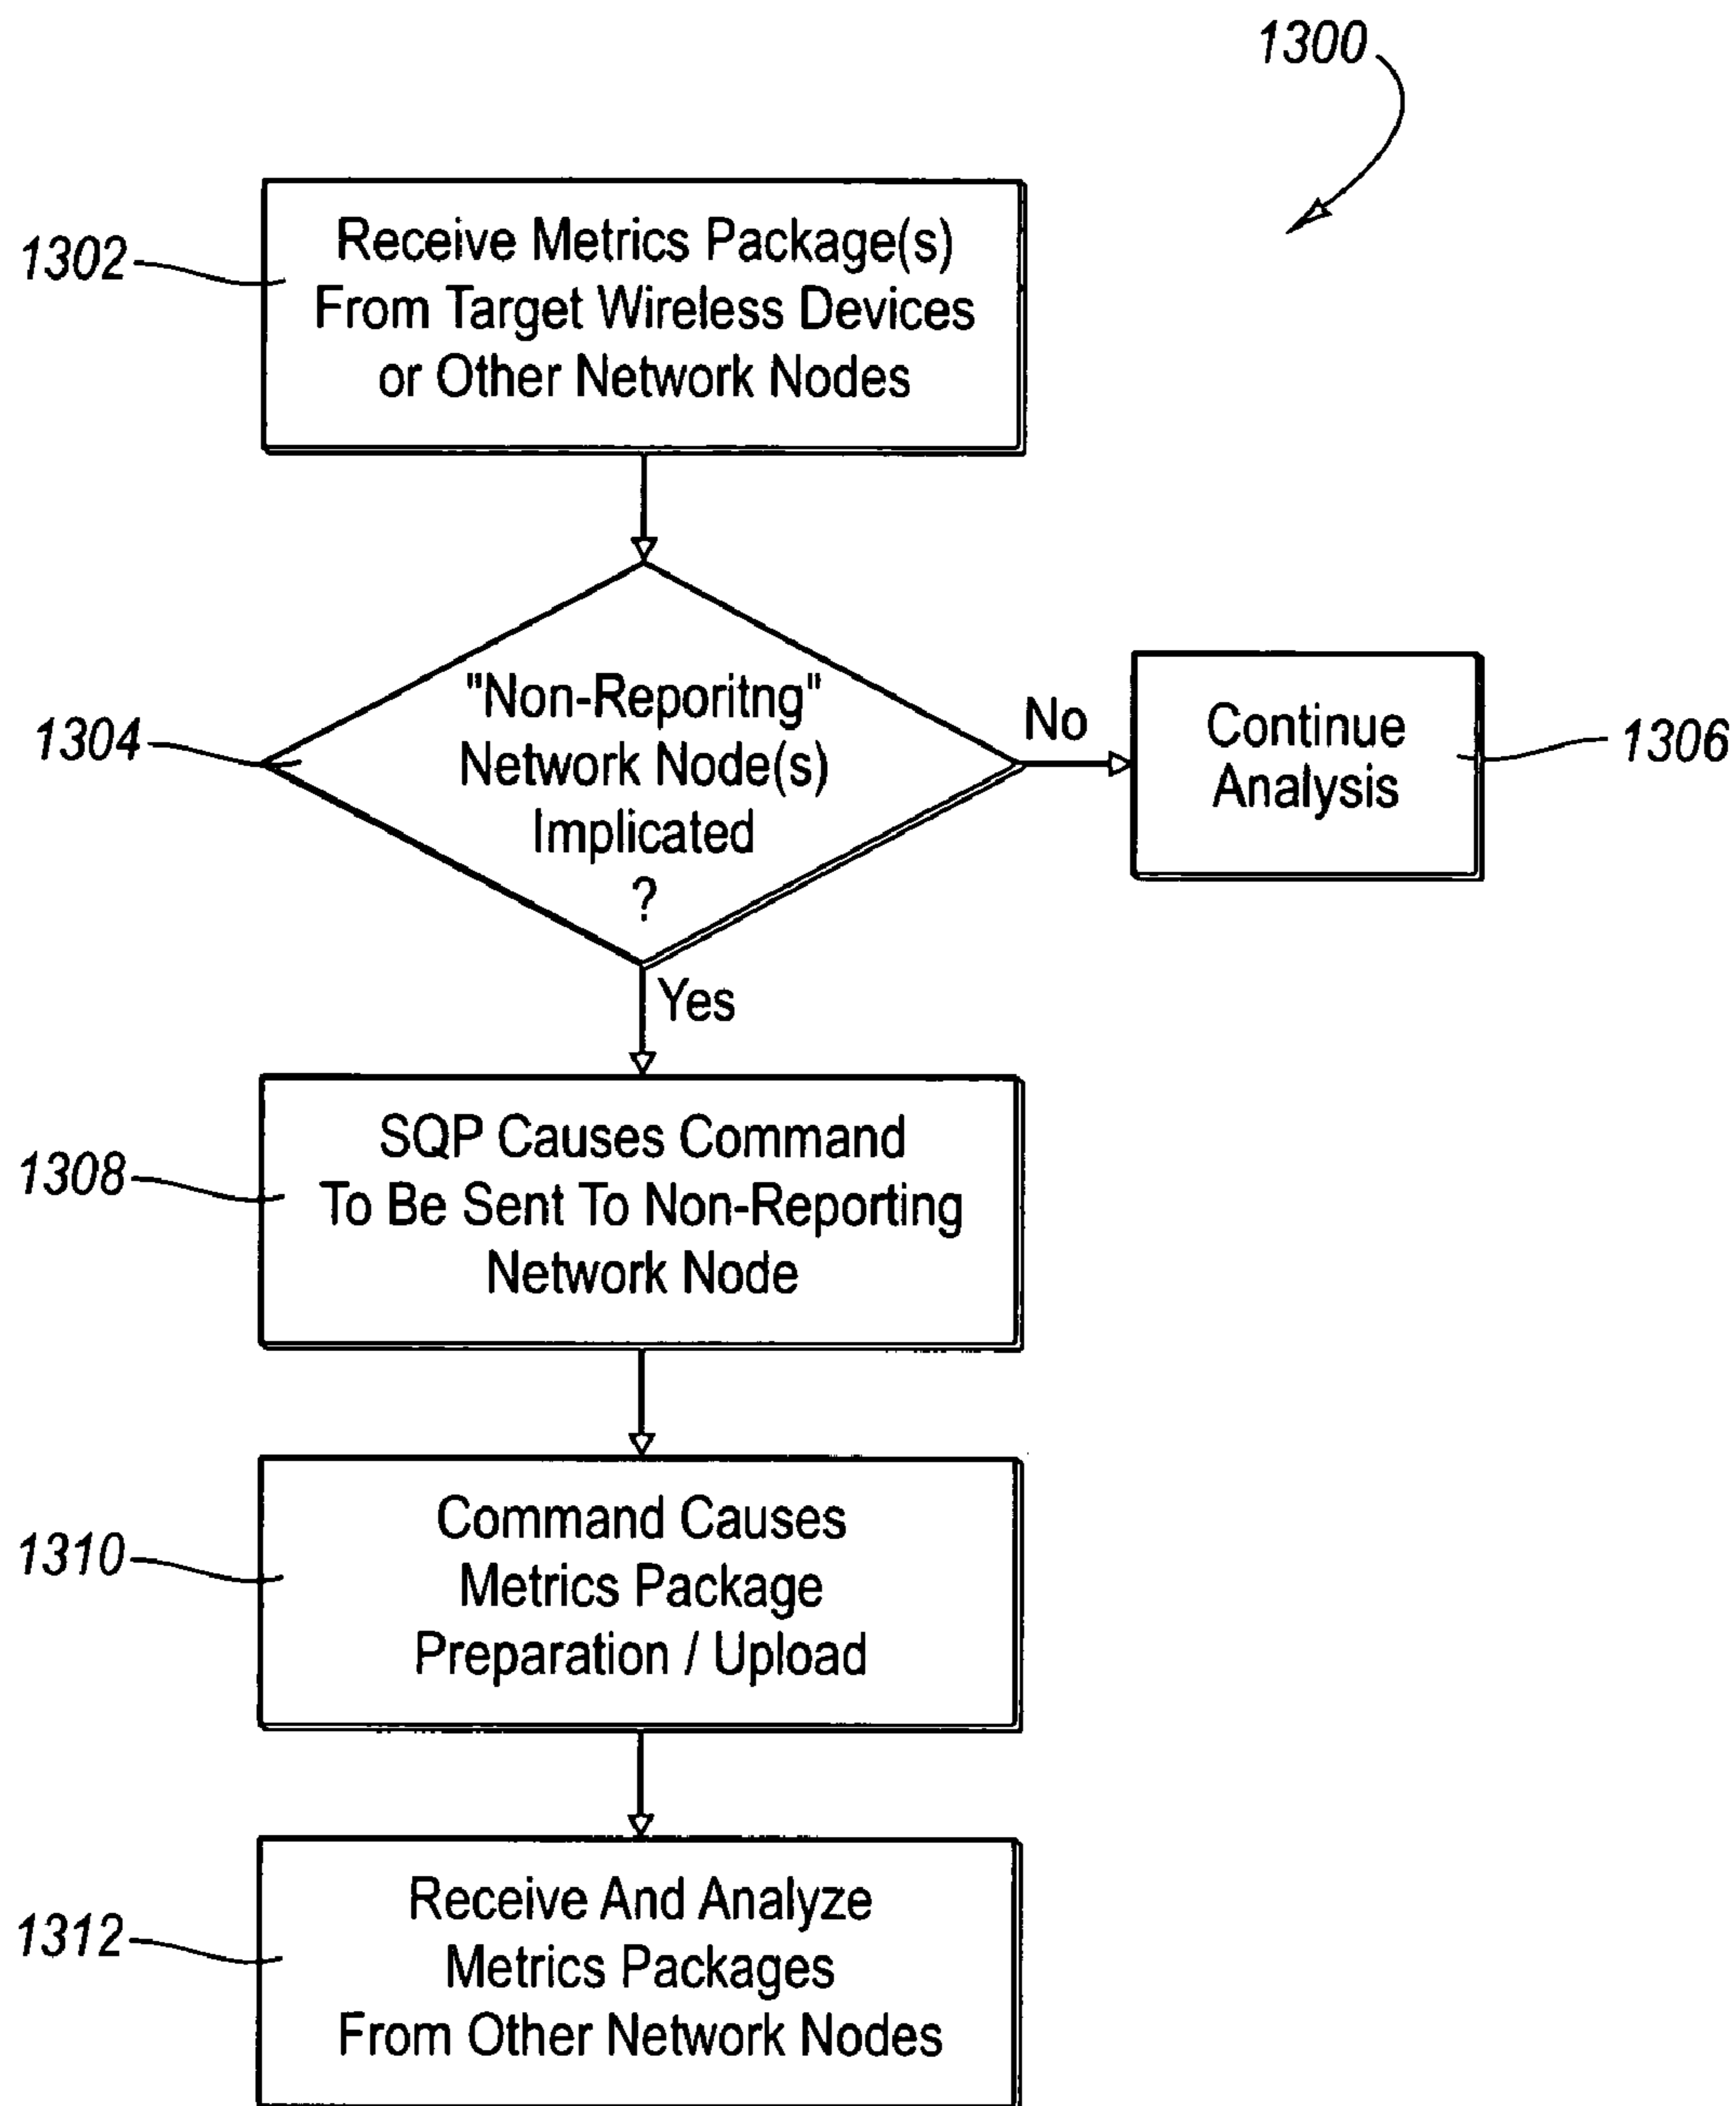 1300
1302
Receive Metrics Package(s)
From Target Wireless Devices
or Other Network Nodes
1304
"Non-Reporitng"
Network Node(s)
Implicated
?
No
Continue
Analysis
1306
Yes
1308
SQP Causes Command
To Be Sent To Non-Reporting
Network Node
1310
Command Causes
Metrics Package
Preparation / Upload
1312
Receive And Analyze
Metrics Packages
From Other Network Nodes